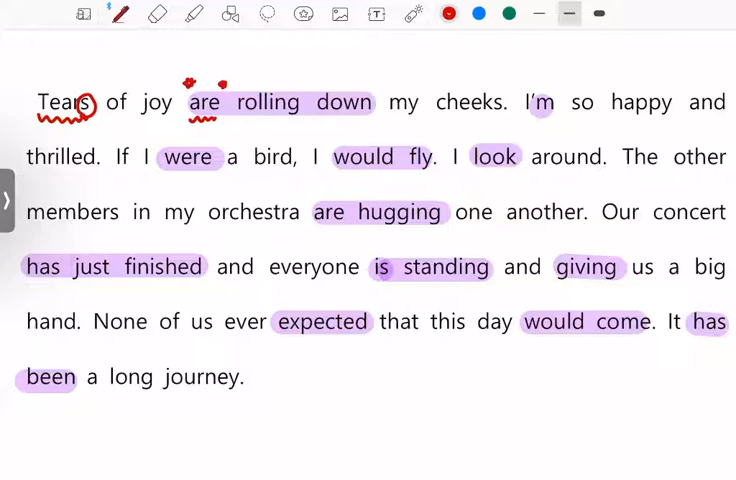 Tears of joy are rolling down my cheeks. I'm so happy and
thrilled. If I were a bird, I would fly. I look around. The other
members in my orchestra are hugging one another. Our concert
has just finished and everyone is standing and giving us a big
hand. None of us ever expected that this day would come. It has
been a long journey.